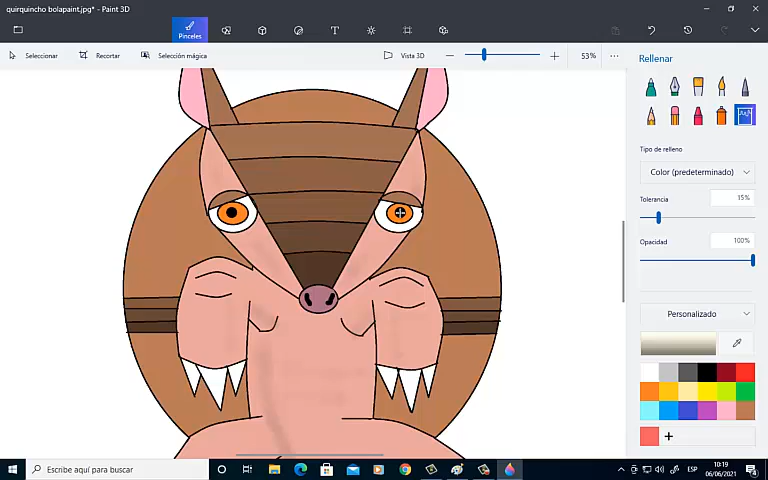 quirquincho bolapaint.jpg* - Paint 3D
Pinceles
Seleccionar
Recortar
Selección mágica
Vista 3D
53%
Rellenar
Tipo de relleno
Color (predeterminado)
Tolerancia
15%
Opacidad
100%
Personalizado
Escribe aquí para buscar
ESP
10:19
06/06/2021
4